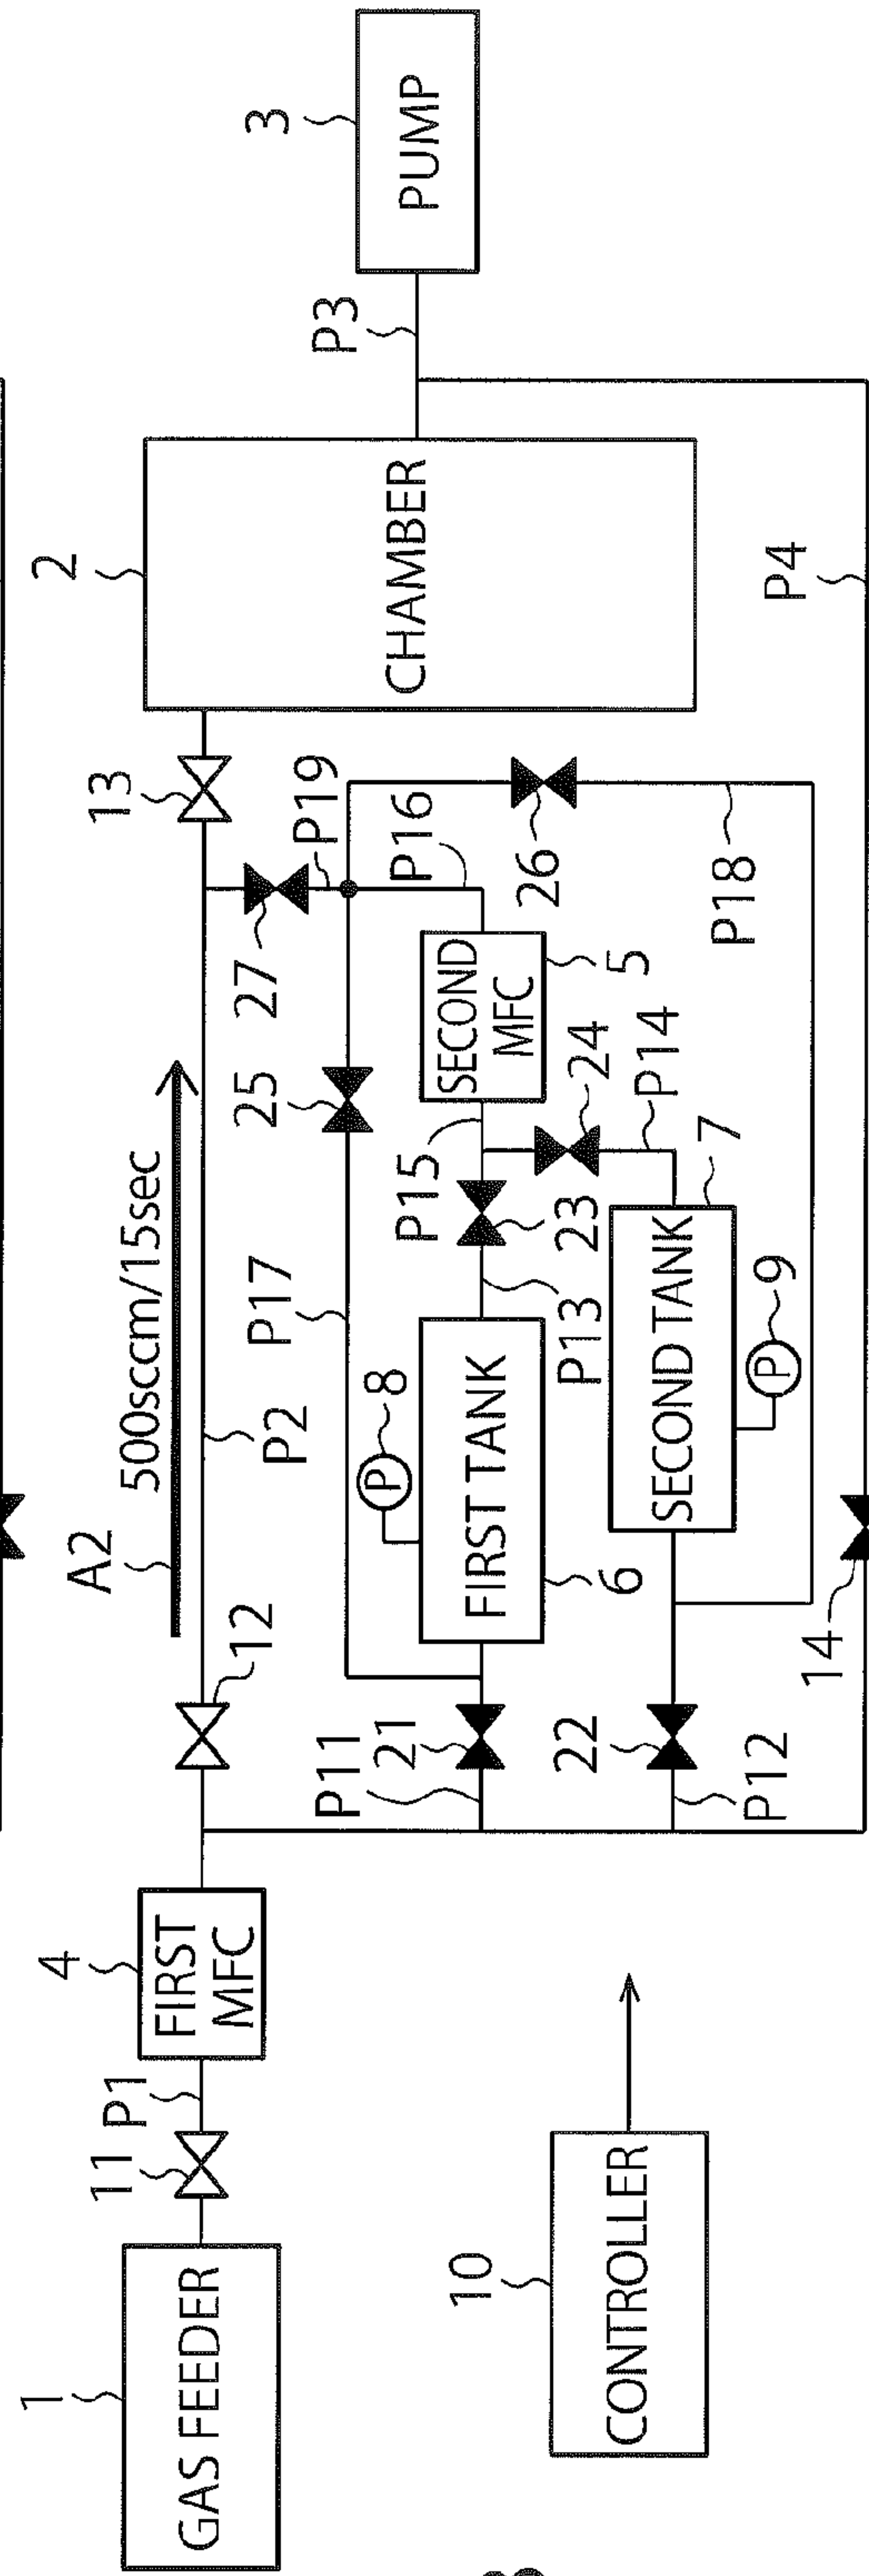 1
GAS FEEDER
11
P1
4
FIRST
MFC
12
A2
500sccm/15sec
P2
27
13
P19
2
CHAMBER
P3
3
PUMP
P17
25
P11
21
8
P
FIRST TANK
6
P13
23
P15
SECOND
MFC
5
P16
26
P18
24
P14
22
P12
SECOND TANK
7
P
9
14
P4
10
CONTROLLER